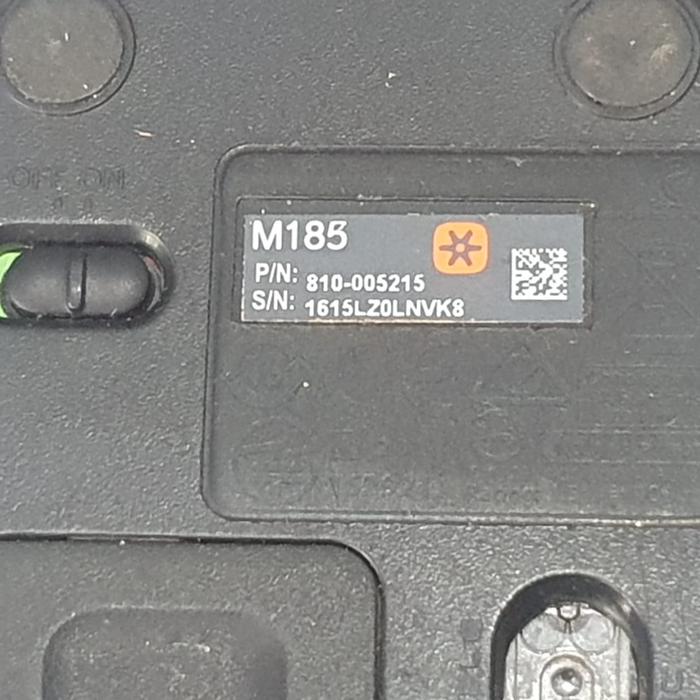 OFF ON
M185
P/N: 810-005215
S/N: 1615LZ0LNVK8